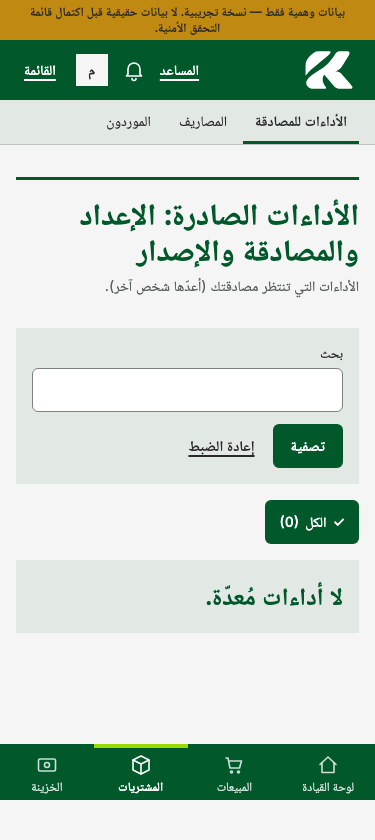 بيانات وهمية فقط — نسخة تجريبية. لا بيانات حقيقية قبل اكتمال قائمة
التحقق الأمنية.
المساعد
م
القائمة
الأداءات للمصادقة
المصاريف
الموردون
الأداءات الصادرة: الإعداد
والمصادقة والإصدار
الأداءات التي تنتظر مصادقتك (أعدّها شخص آخر).
بحث
تصفية
إعادة الضبط
✓ الكل (0)
لا أداءات مُعدّة.
لوحة القيادة
المبيعات
المشتريات
الخزينة